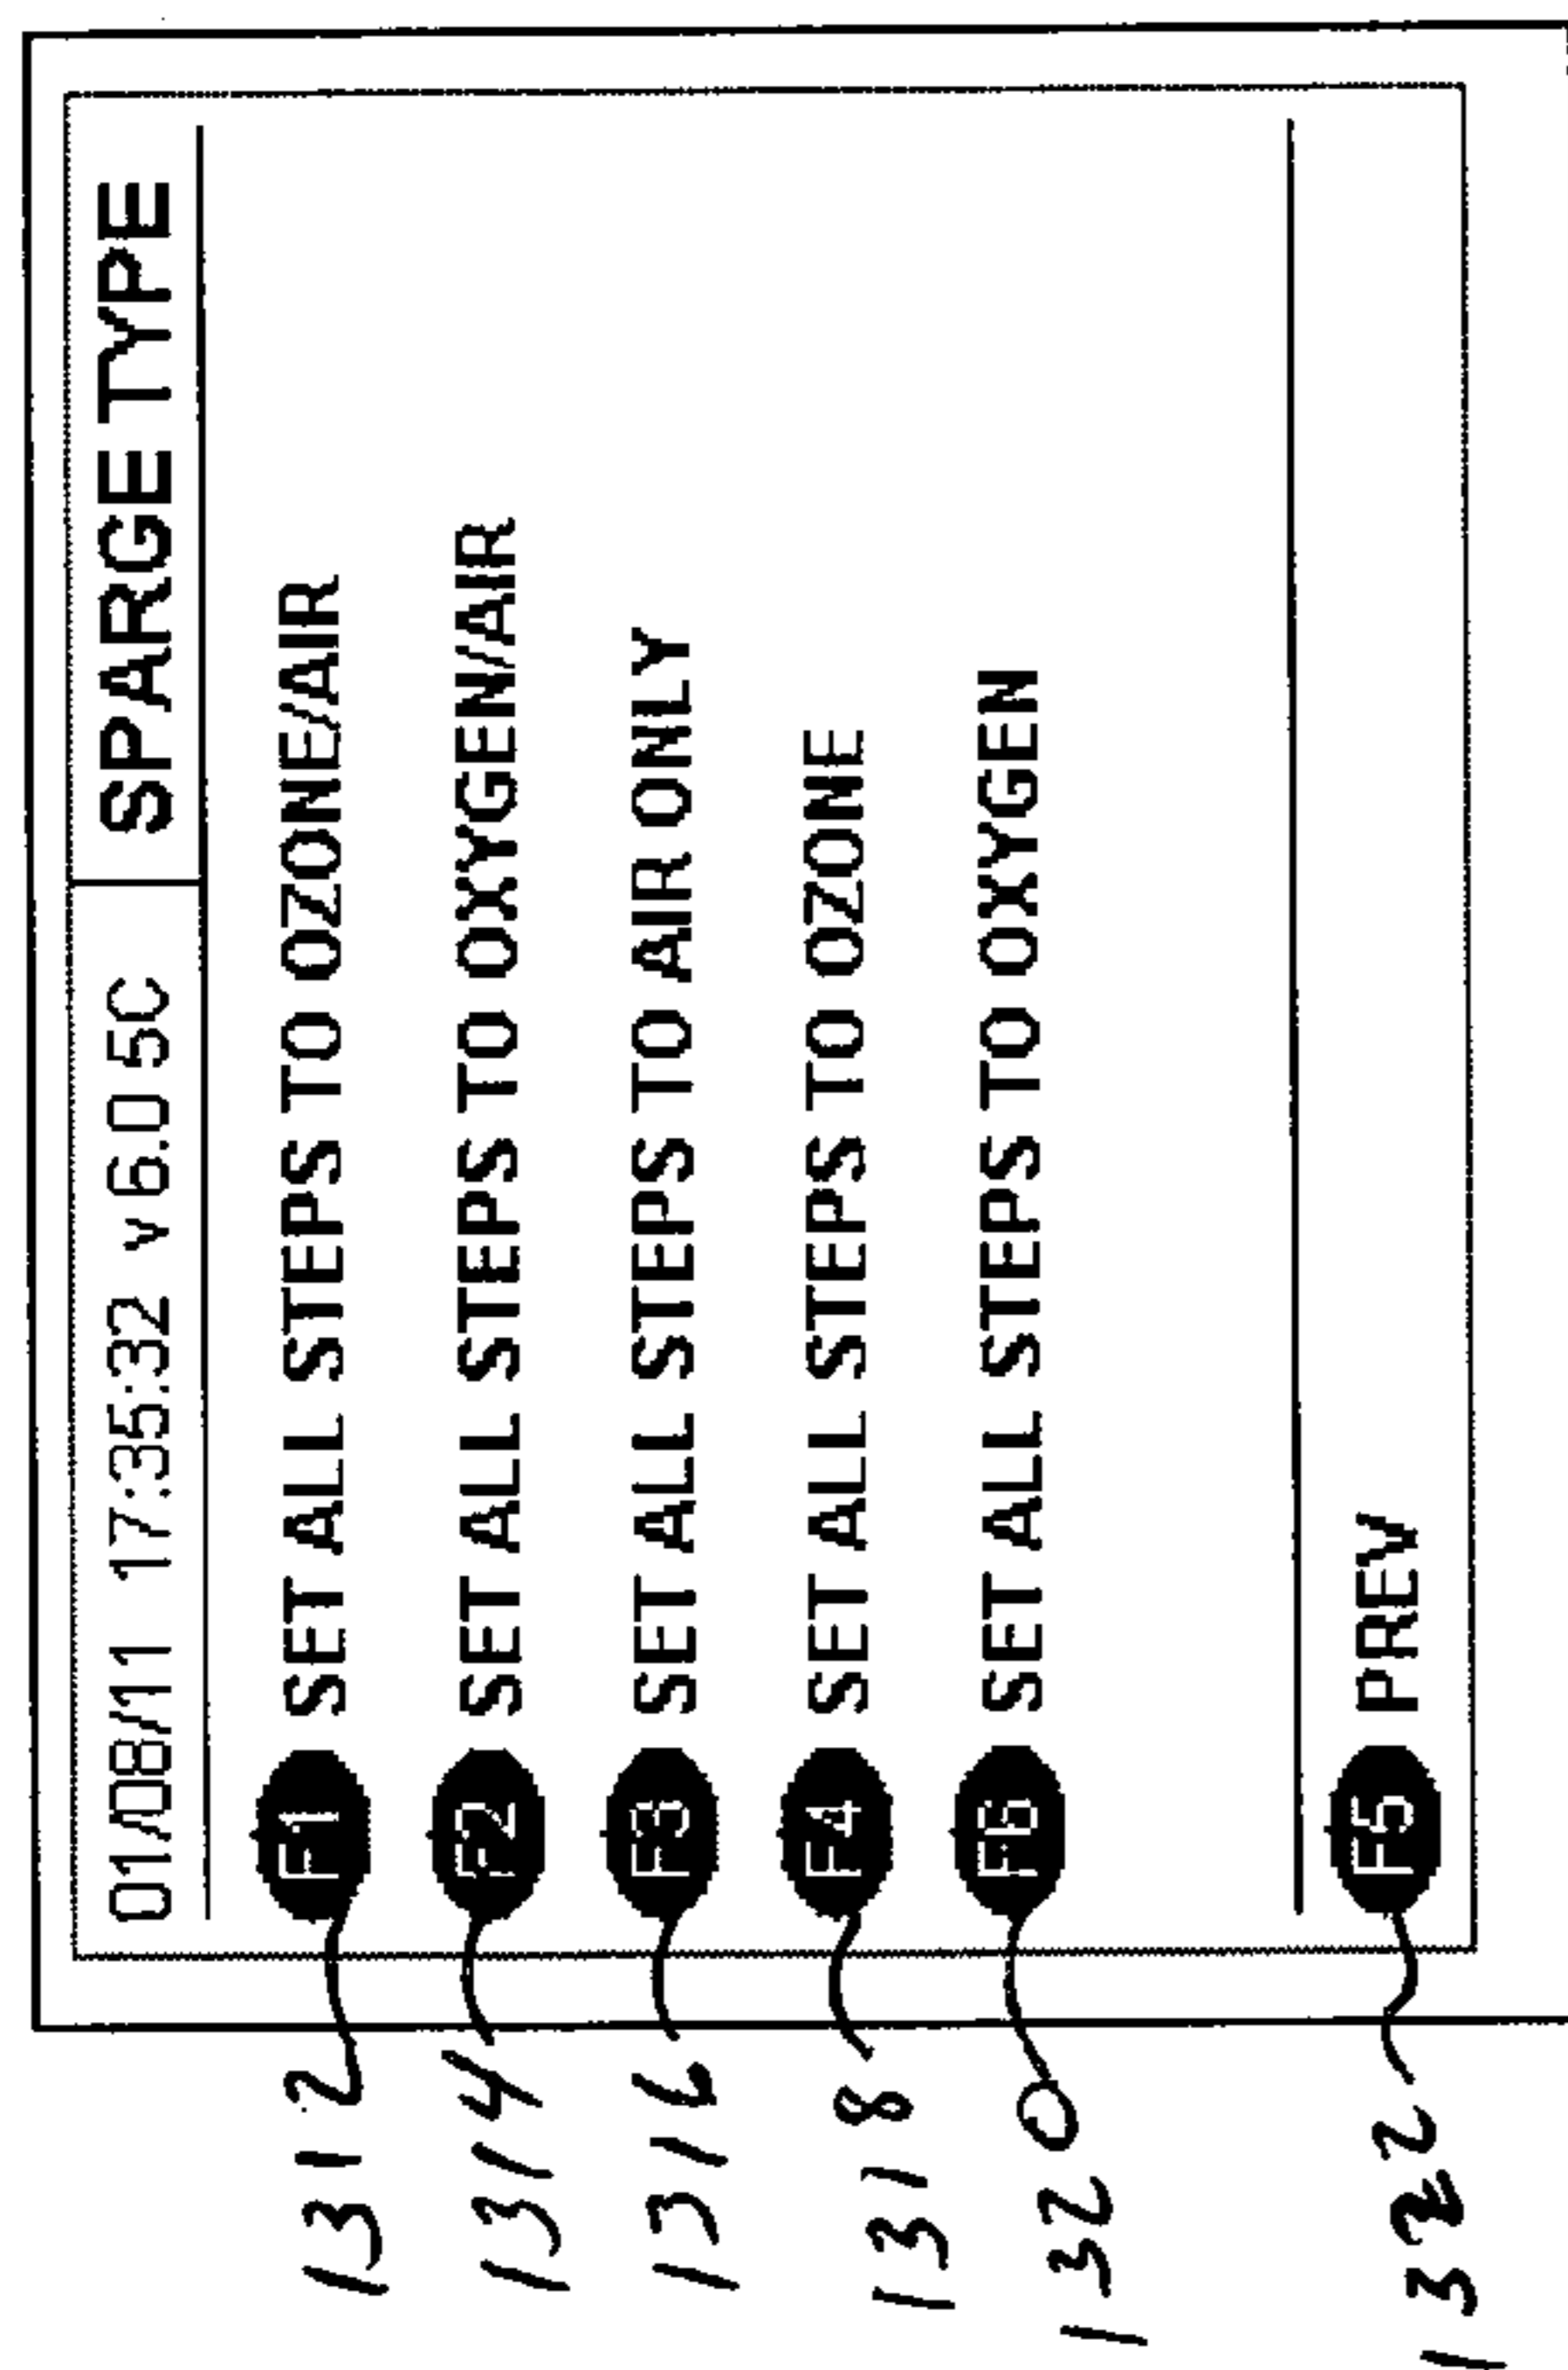 01/08/11 17:35:32 v 6.0 5C SPARGE TYPE
1312 F1 SET ALL STEPS TO OZONE/AIR
1314 F2 SET ALL STEPS TO OXYGEN/AIR
1316 F3 SET ALL STEPS TO AIR ONLY
1318 F4 SET ALL STEPS TO OZONE
1320 F5 SET ALL STEPS TO OXYGEN
1322 F5 PREV